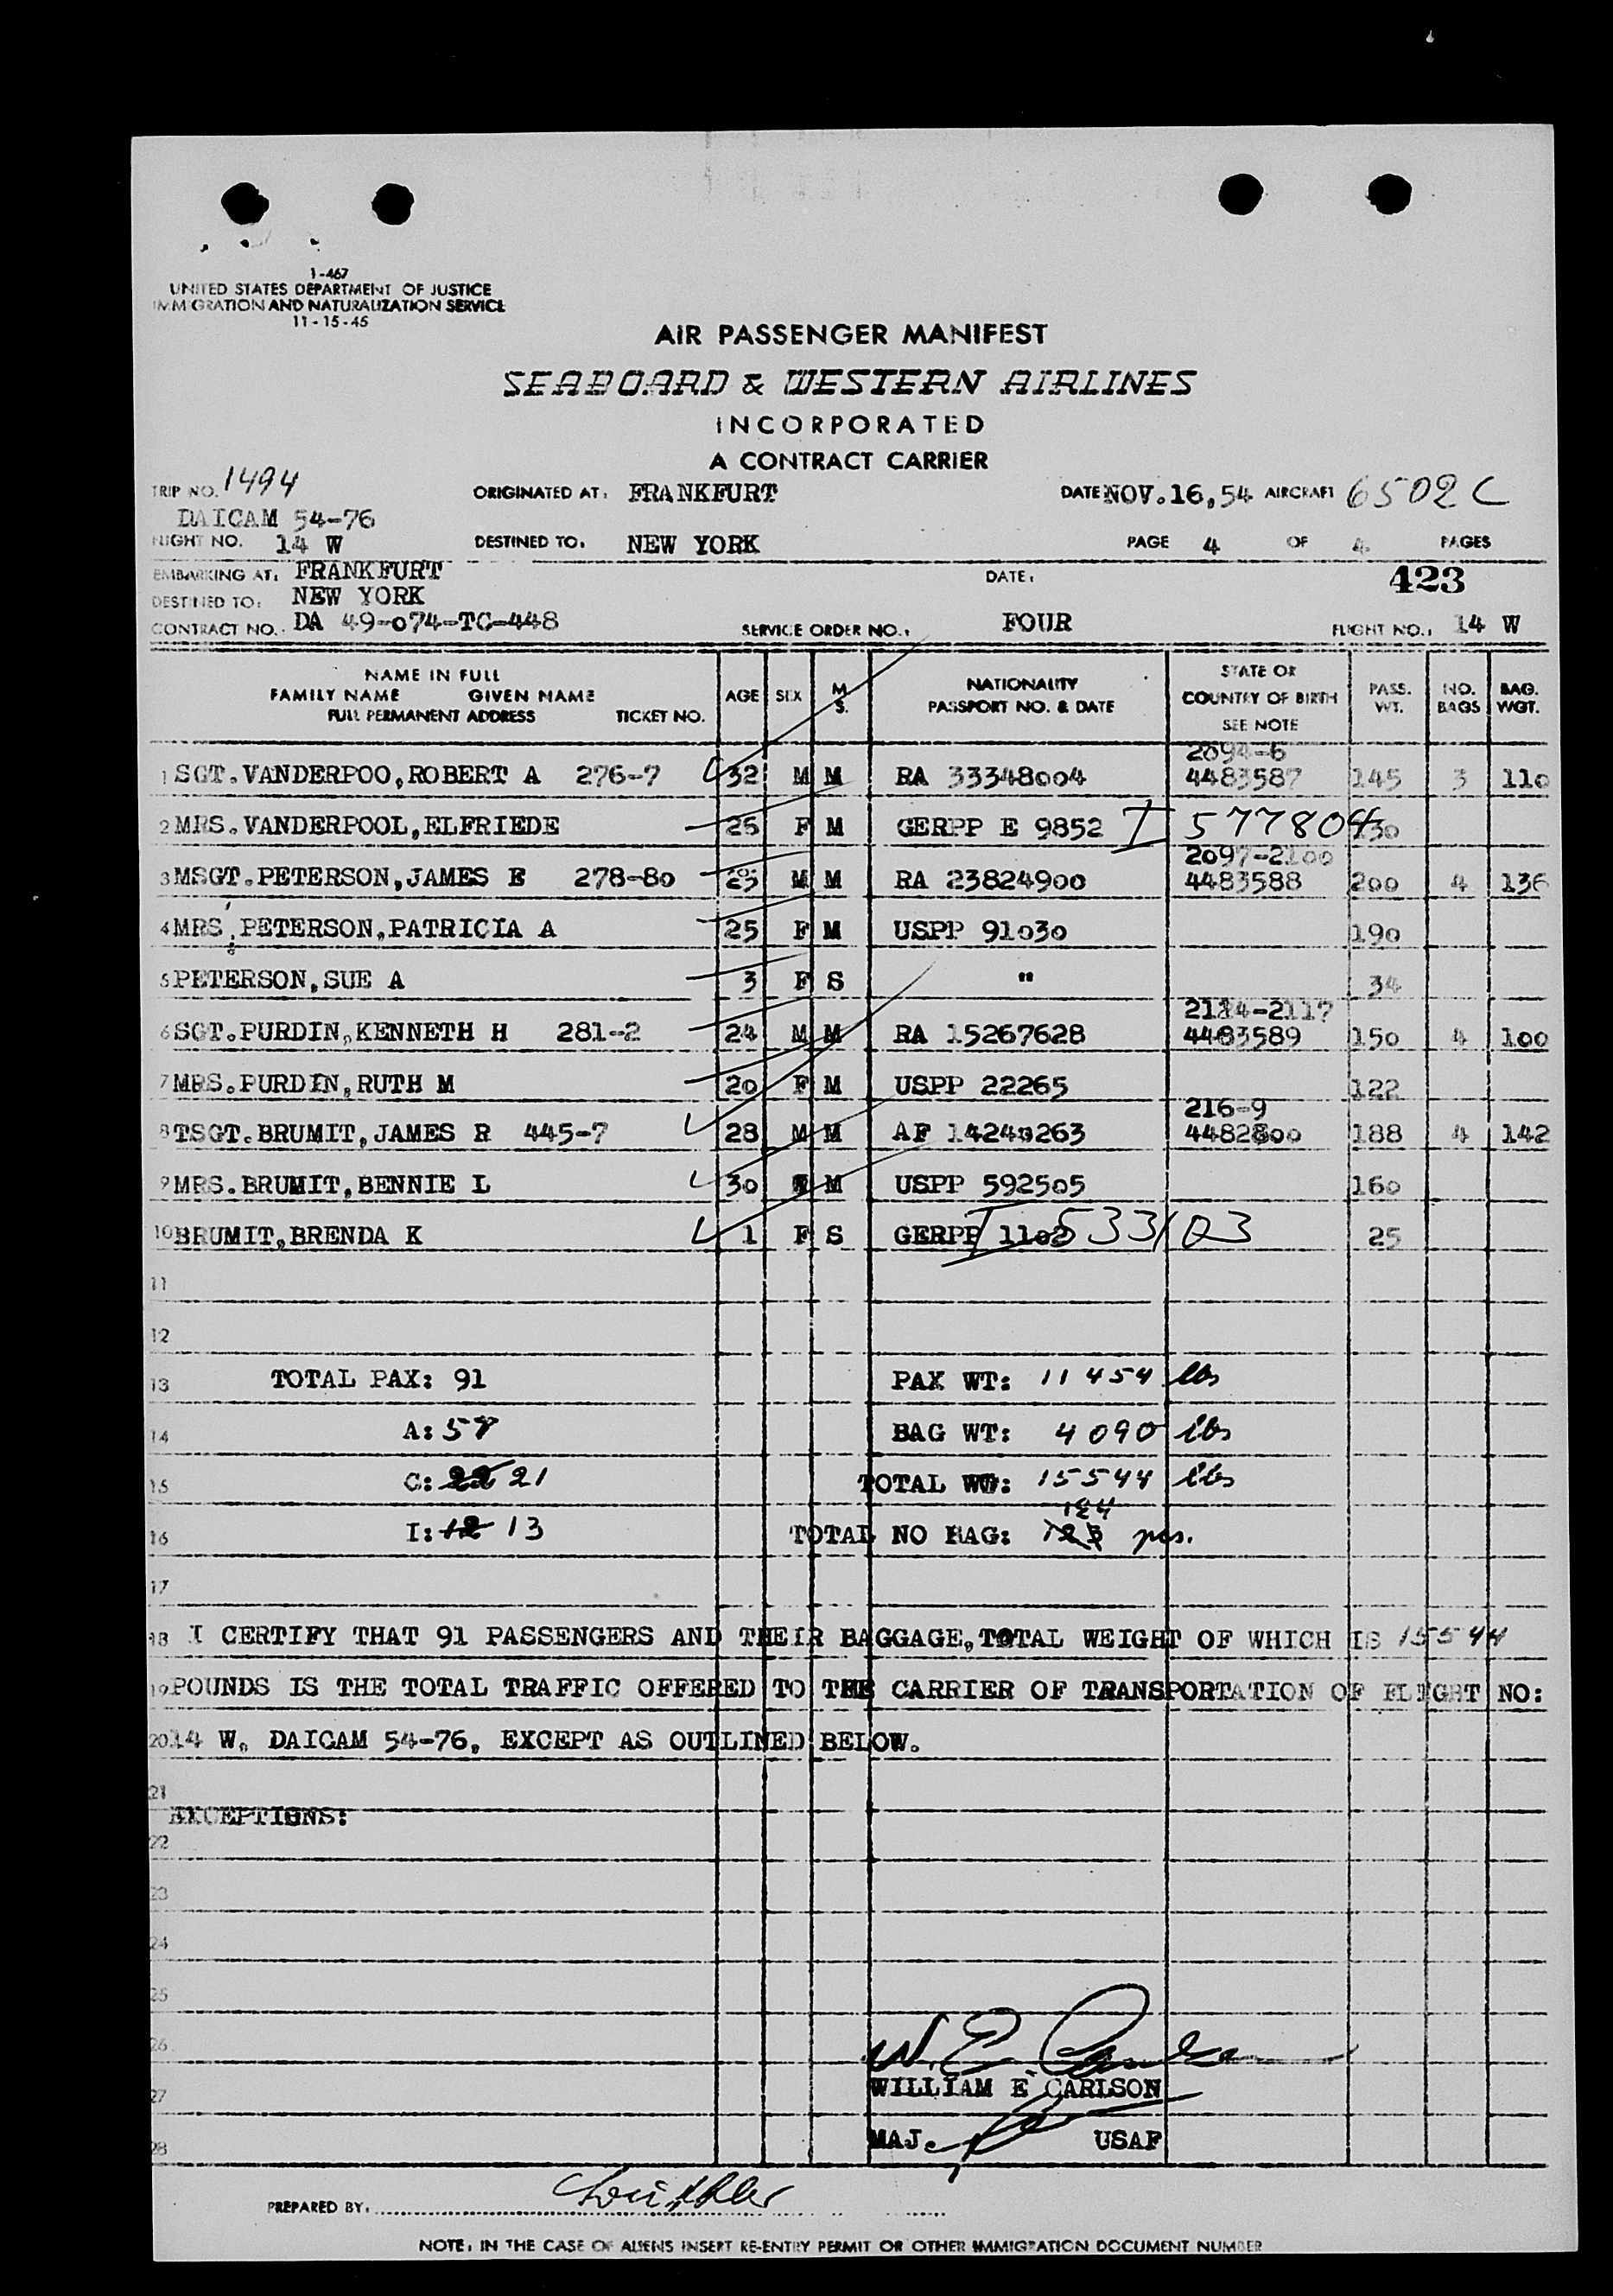 1-467
UNITED STATES DEPARTMENT OF JUSTICE
IMMIGRATION AND NATURALIZATION SERVICE
11-15-45
AIR PASSENGER MANIFEST
SEABOARD & WESTERN AIRLINES
INCORPORATED
A CONTRACT CARRIER
TRIP NO. 1494 ORIGINATED AT: FRANKFURT DATE NOV.16,54 AIRCRAFT 6502C
DAICAM 54-76
FLIGHT NO. 14 W DESTINED TO: NEW YORK PAGE 4 OF 4 PAGES
EMBARKING AT: FRANKFURT DATE: 423
DESTINED TO: NEW YORK
CONTRACT NO. DA 49-074-TC-448 SERVICE ORDER NO.: FOUR FLIGHT NO.: 14 W
NAME IN FULL
FAMILY NAME GIVEN NAME
FULL PERMANENT ADDRESS TICKET NO. AGE SEX M S. NATIONALITY PASSPORT NO. & DATE STATE OR COUNTRY OF BIRTH SEE NOTE PASS. WT. NO. BAGS BAG. WGT.
2094-6
1 SGT.VANDERPOO,ROBERT A 276-7 32 M M RA 33348004 4483587 145 3 110
2 MRS.VANDERPOOL,ELFRIEDE 26 F M GERPP E 9852 I 577804 130
2097-2100
3 MSGT.PETERSON,JAMES E 278-80 M M RA 23824900 4483588 200 4 136
4 MRS.PETERSON,PATRICIA A 25 F M USPP 91030 190
5 PETERSON,SUE A 3 F S " 34
2114-2117
6 SGT.PURDIN,KENNETH H 281-2 24 M M RA 15267628 4483589 150 4 100
7 MRS.PURDIN,RUTH M 20 F M USPP 22265 122
216-9
8 TSGT.BRUMIT,JAMES R 445-7 28 M M AF 14240263 4482800 188 4 142
9 MRS.BRUMIT,BENNIE L 30 M USPP 592505 160
10 BRUMIT,BRENDA K 1 F S GERPP 1102 I 533103 25
11
12
13 TOTAL PAX: 91 PAX WT: 11454 lbs
14 A: 57 BAG WT: 4090 lbs
15 C: 22 21 TOTAL WT: 15544 lbs
124
16 I: 12 13 TOTAL NO BAG: 123 pcs.
17
18 I CERTIFY THAT 91 PASSENGERS AND THEIR BAGGAGE,TOTAL WEIGHT OF WHICH IS 15544
19 POUNDS IS THE TOTAL TRAFFIC OFFERED TO THE CARRIER OF TRANSPORTATION OF FLIGHT NO:
20 14 W, DAICAM 54-76, EXCEPT AS OUTLINED BELOW.
21
EXCEPTIONS:
22
23
24
25
26
WILLIAM E CARLSON
27
28 MAJ. USAF
PREPARED BY:
NOTE: IN THE CASE OF ALIENS INSERT RE-ENTRY PERMIT OR OTHER IMMIGRATION DOCUMENT NUMBER